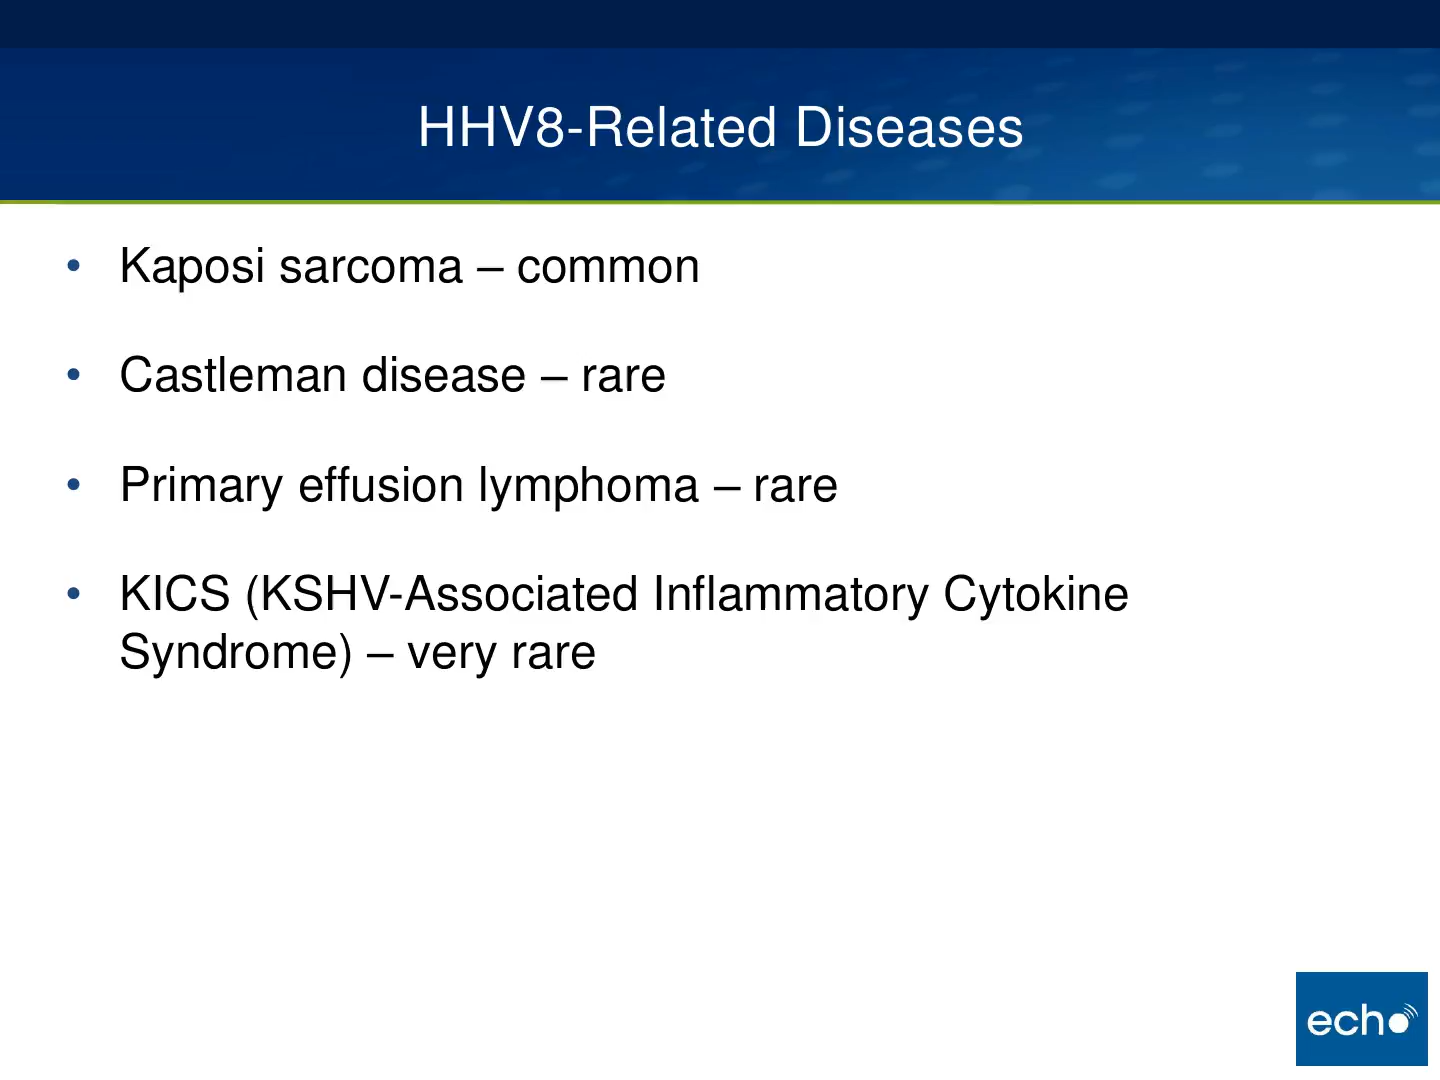 HHV8-Related Diseases
• Kaposi sarcoma – common
• Castleman disease – rare
• Primary effusion lymphoma – rare
• KICS (KSHV-Associated Inflammatory Cytokine
Syndrome) – very rare
echo